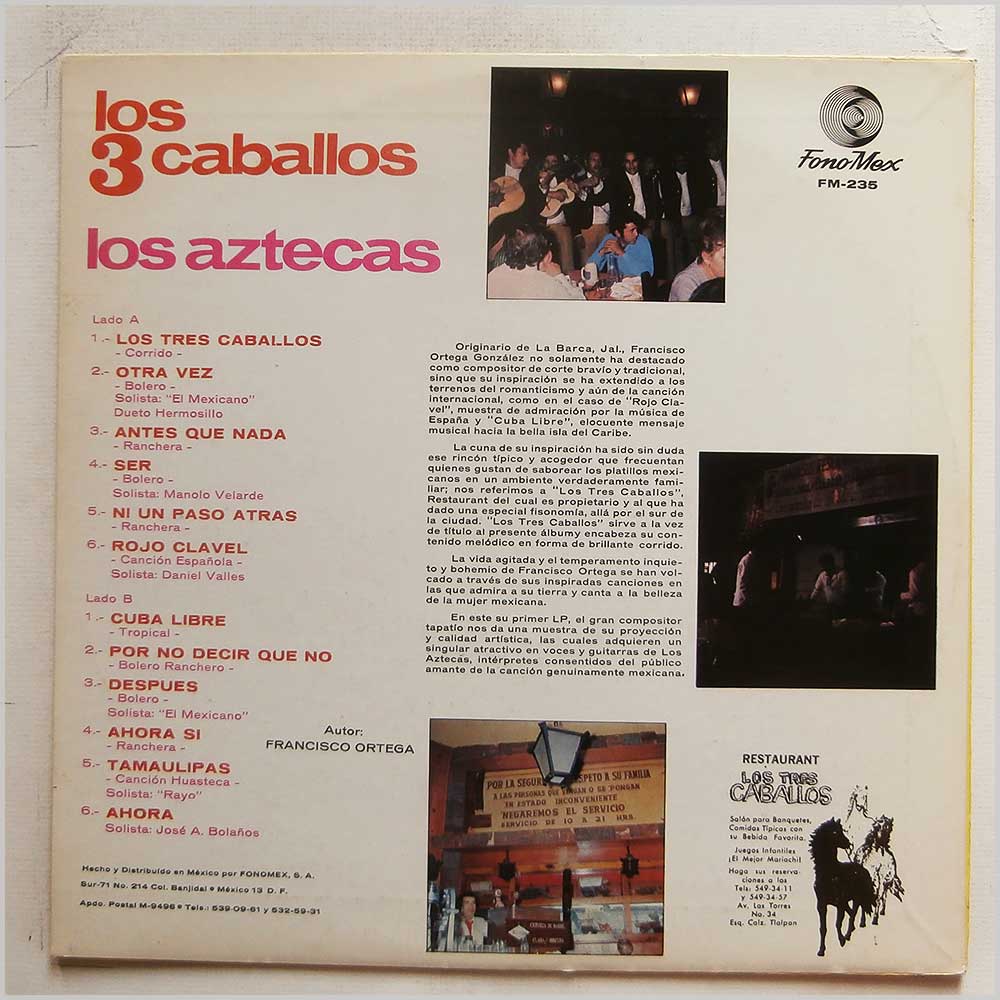 los
3 caballos
los aztecas
FonoMex
FM-235
Lado A
1.- LOS TRES CABALLOS
- Corrido -
2.- OTRA VEZ
- Bolero -
Solista: "El Mexicano"
Dueto Hermosillo
3.- ANTES QUE NADA
- Ranchera -
4.- SER
- Bolero -
Solista: Manolo Velarde
5.- NI UN PASO ATRAS
- Ranchera -
6.- ROJO CLAVEL
- Canción Española -
Solista: Daniel Valles
Lado B
1.- CUBA LIBRE
- Tropical -
2.- POR NO DECIR QUE NO
- Bolero Ranchero -
3.- DESPUES
- Bolero -
Solista: "El Mexicano"
4.- AHORA SI
- Ranchera -
5.- TAMAULIPAS
- Canción Huasteca -
Solista: "Rayo"
6.- AHORA
Solista: José A. Bolaños
Autor:
FRANCISCO ORTEGA
Originario de La Barca, Jal., Francisco
Ortega González no solamente ha destacado
como compositor de corte bravío y tradicional,
sino que su inspiración se ha extendido a los
terrenos del romanticismo y aún de la canción
internacional, como en el caso de "Rojo Cla-
vel", muestra de admiración por la música de
España y "Cuba Libre", elocuente mensaje
musical hacia la bella isla del Caribe.
La cuna de su inspiración ha sido sin duda
ese rincón típico y acogedor que frecuentan
quienes gustan de saborear los platillos mexi-
canos en un ambiente verdaderamente fami-
liar; nos referimos a "Los Tres Caballos",
Restaurant del cual es propietario y al que ha
dado una especial fisonomía, allá por el sur de
la ciudad. "Los Tres Caballos" sirve a la vez
de título al presente álbumy encabeza su con-
tenido melódico en forma de brillante corrido.
La vida agitada y el temperamento inquie-
to y bohemio de Francisco Ortega se han vol-
cado a través de sus inspiradas canciones en
las que admira a su tierra y canta a la belleza
de la mujer mexicana.
En este su primer LP, el gran compositor
tapatío nos da una muestra de su proyección
y calidad artística, las cuales adquieren un
singular atractivo en voces y guitarras de Los
Aztecas, intérpretes consentidos del público
amante de la canción genuinamente mexicana.
POR LA SEGUR SPETO A SU FAMILIA
A LAS PERSONAS QUE VENGAN O SE PONGAN
EN ESTADO INCONVENIENTE
NEGAREMOS EL SERVICIO
SERVICIO DE 10 A 21 HRS.
RESTAURANT
LOS TRES
CABALLOS
Salón para Banquetes,
Comidas Típicas con
su Bebida Favorita.
Juegos Infantiles
¡El Mejor Mariachi!
Haga sus reserva-
ciones a los
Tels: 549-34-11
y 549-34-57
Av. Las Torres
No. 34
Esq. Calz. Tlalpan
Hecho y Distribuido en México por FONOMEX, S. A.
Sur-71 No. 214 Col. Banjidal • México 13 D. F.
Apdo. Postal M-9496 • Tels.: 539-09-61 y 532-59-31